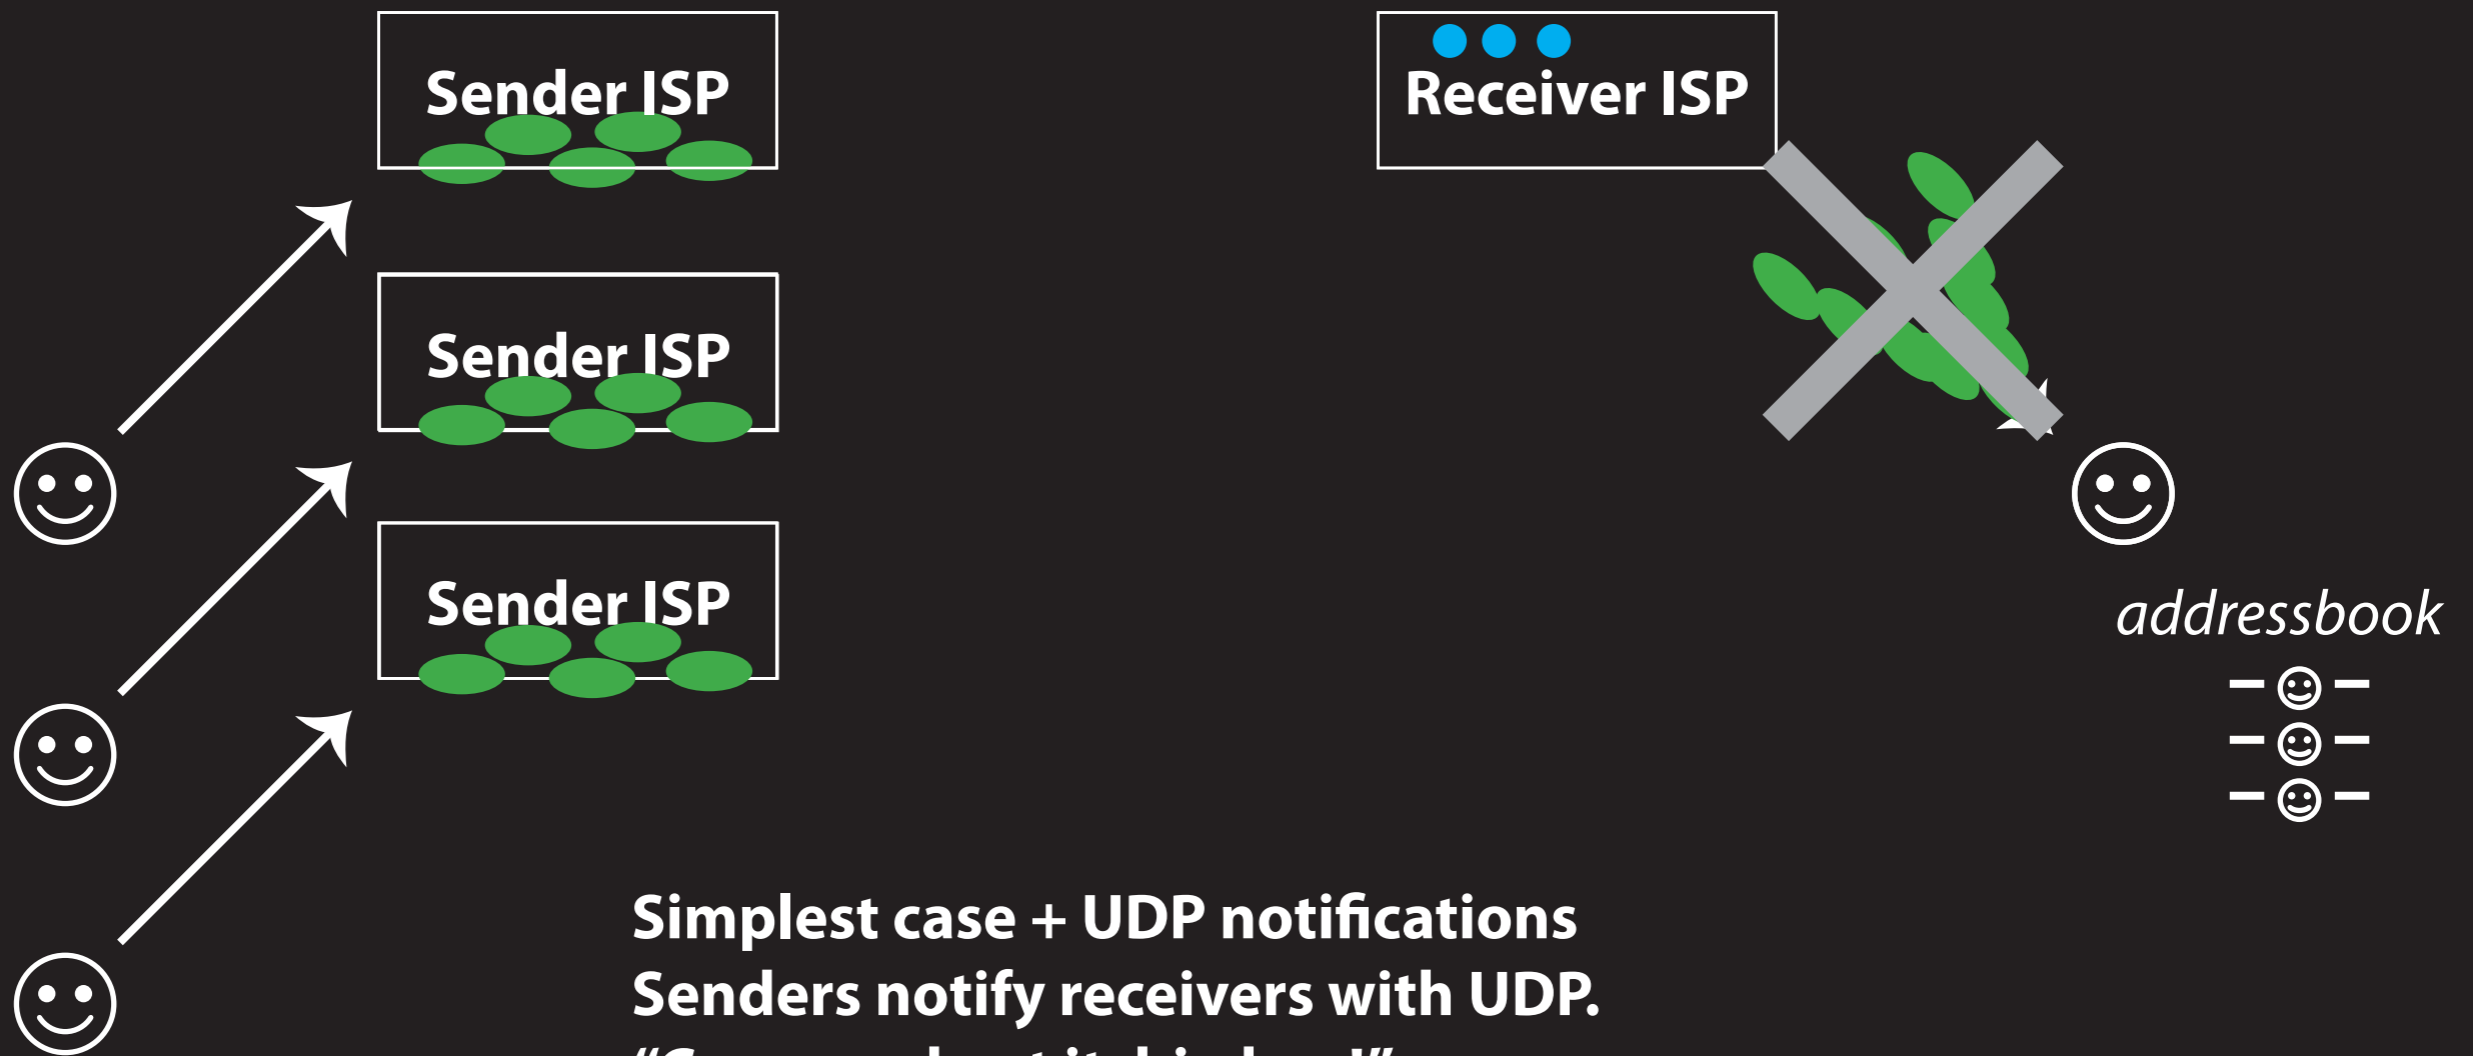 Sender ISP
Receiver ISP
Sender ISP
Sender ISP
addressbook
Simplest case + UDP notifications
Senders notify receivers with UDP.